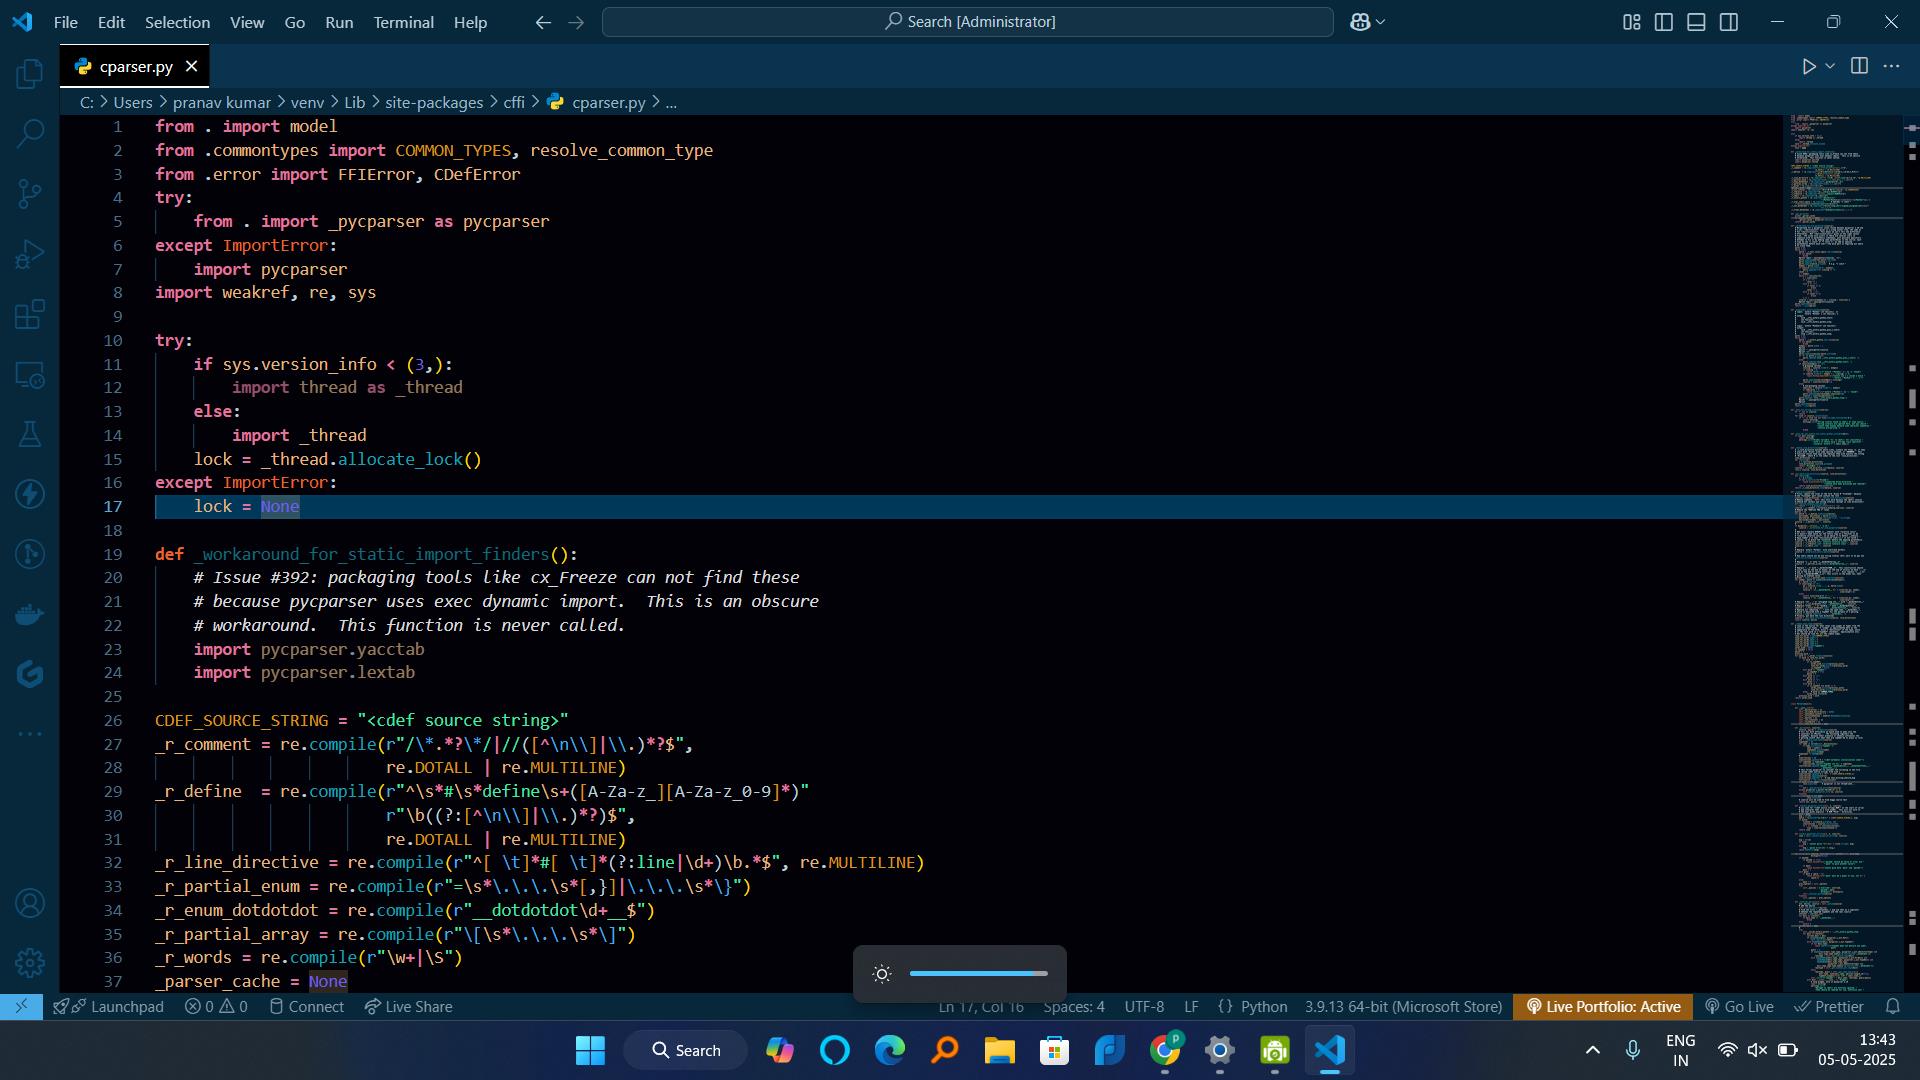 File Edit Selection View Go Run Terminal Help Search [Administrator]
cparser.py
C: > Users > pranav kumar > venv > Lib > site-packages > cffi > cparser.py > ...
1 from . import model
2 from .commontypes import COMMON_TYPES, resolve_common_type
3 from .error import FFIError, CDefError
4 try:
5     from . import _pycparser as pycparser
6 except ImportError:
7     import pycparser
8 import weakref, re, sys
9
10 try:
11     if sys.version_info < (3,):
12         import thread as _thread
13     else:
14         import _thread
15     lock = _thread.allocate_lock()
16 except ImportError:
17     lock = None
18
19 def _workaround_for_static_import_finders():
20     # Issue #392: packaging tools like cx_Freeze can not find these
21     # because pycparser uses exec dynamic import.  This is an obscure
22     # workaround.  This function is never called.
23     import pycparser.yacctab
24     import pycparser.lextab
25
26 CDEF_SOURCE_STRING = "<cdef source string>"
27 _r_comment = re.compile(r"/\*.*?\*/|//([^\n\\]|\\.)*?$",
28                         re.DOTALL | re.MULTILINE)
29 _r_define  = re.compile(r"^\s*#\s*define\s+([A-Za-z_][A-Za-z_0-9]*)"
30                         r"\b((?:[^\n\\]|\\.)*?)$",
31                         re.DOTALL | re.MULTILINE)
32 _r_line_directive = re.compile(r"^[ \t]*#[ \t]*(?:line|\d+)\b.*$", re.MULTILINE)
33 _r_partial_enum = re.compile(r"=\s*\.\.\.\s*[,}]|\.\.\.\s*\}")
34 _r_enum_dotdotdot = re.compile(r"__dotdotdot\d+__$")
35 _r_partial_array = re.compile(r"\[\s*\.\.\.\s*\]")
36 _r_words = re.compile(r"\w+|\S")
37 _parser_cache = None
Launchpad 0 0 Connect Live Share Ln 17, Col 16 Spaces: 4 UTF-8 LF {} Python 3.9.13 64-bit (Microsoft Store) Live Portfolio: Active Go Live Prettier
Search ENG 13:43
IN 05-05-2025